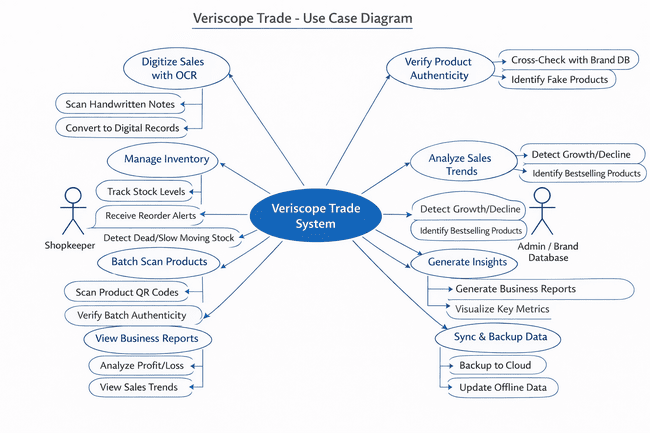 Veriscope Trade - Use Case Diagram
Digitize Sales
with OCR
Scan Handwritten Notes
Convert to Digital Records
Manage Inventory
Track Stock Levels
Receive Reorder Alerts
Detect Dead/Slow Moving Stock
Shopkeeper
Batch Scan Products
Scan Product QR Codes
Verify Batch Authenticity
View Business Reports
Analyze Profit/Loss
View Sales Trends
Veriscope Trade
System
Verify Product
Authenticity
Cross-Check with Brand DB
Identify Fake Products
Analyze Sales
Trends
Detect Growth/Decline
Identify Bestselling Products
Detect Growth/Decline
Identify Bestselling Products
Admin / Brand
Database
Generate Insights
Generate Business Reports
Visualize Key Metrics
Sync & Backup Data
Backup to Cloud
Update Offline Data